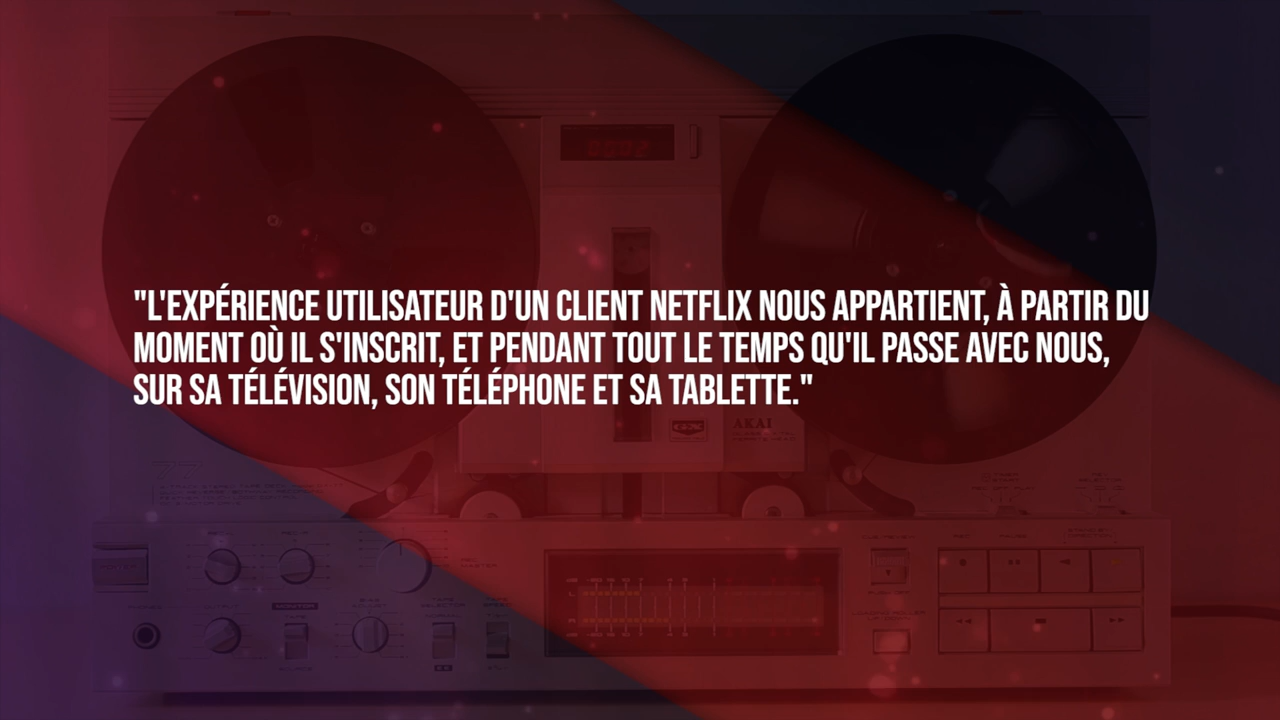 "L'EXPÉRIENCE UTILISATEUR D'UN CLIENT NETFLIX NOUS APPARTIENT, À PARTIR DU
MOMENT OÙ IL S'INSCRIT, ET PENDANT TOUT LE TEMPS QU'IL PASSE AVEC NOUS,
SUR SA TÉLÉVISION, SON TÉLÉPHONE ET SA TABLETTE."
AKAI
MONITOR